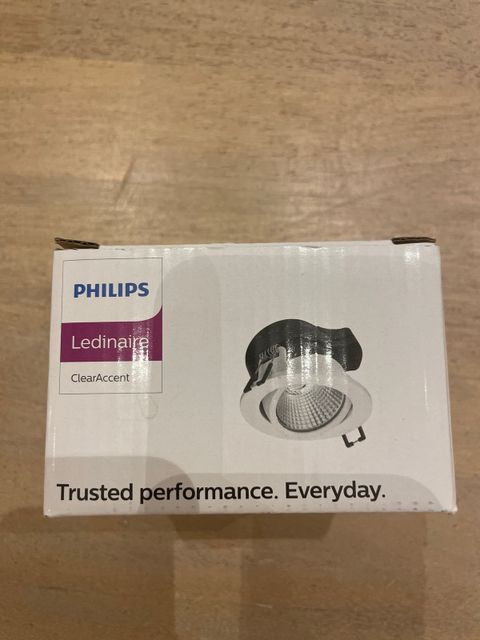 PHILIPS
Ledinaire
ClearAccent
Trusted performance. Everyday.